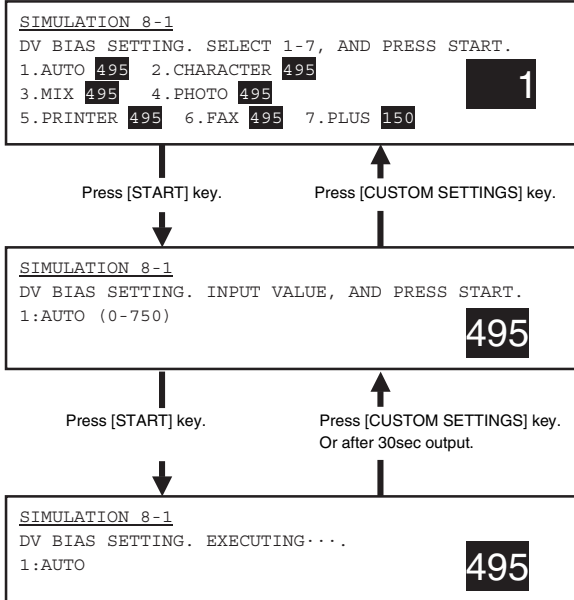 SIMULATION 8-1
DV BIAS SETTING. SELECT 1-7, AND PRESS START.
1.AUTO 495 2.CHARACTER 495
3.MIX 495 4.PHOTO 495
1
5.PRINTER 495 6.FAX 495 7.PLUS 150
Press [START] key.
Press [CUSTOM SETTINGS] key.
SIMULATION 8-1
DV BIAS SETTING. INPUT VALUE, AND PRESS START.
1:AUTO (0-750)
495
Press [START] key.
Press [CUSTOM SETTINGS] key.
Or after 30sec output.
SIMULATION 8-1
DV BIAS SETTING. EXECUTING···.
1:AUTO
495